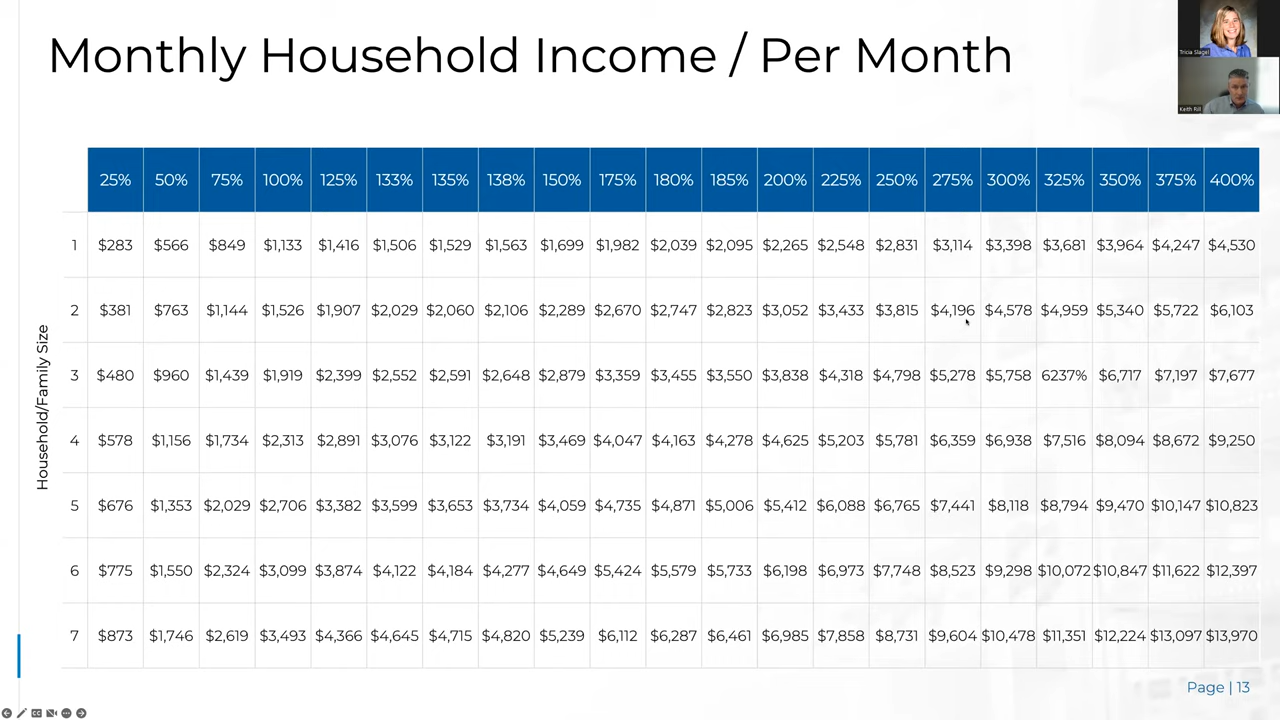 Monthly Household Income / Per Month
Tricia Slagel
Keith Rill
25% 50% 75% 100% 125% 133% 135% 138% 150% 175% 180% 185% 200% 225% 250% 275% 300% 325% 350% 375% 400%
Household/Family Size
1 $283 $566 $849 $1,133 $1,416 $1,506 $1,529 $1,563 $1,699 $1,982 $2,039 $2,095 $2,265 $2,548 $2,831 $3,114 $3,398 $3,681 $3,964 $4,247 $4,530
2 $381 $763 $1,144 $1,526 $1,907 $2,029 $2,060 $2,106 $2,289 $2,670 $2,747 $2,823 $3,052 $3,433 $3,815 $4,196 $4,578 $4,959 $5,340 $5,722 $6,103
3 $480 $960 $1,439 $1,919 $2,399 $2,552 $2,591 $2,648 $2,879 $3,359 $3,455 $3,550 $3,838 $4,318 $4,798 $5,278 $5,758 6237% $6,717 $7,197 $7,677
4 $578 $1,156 $1,734 $2,313 $2,891 $3,076 $3,122 $3,191 $3,469 $4,047 $4,163 $4,278 $4,625 $5,203 $5,781 $6,359 $6,938 $7,516 $8,094 $8,672 $9,250
5 $676 $1,353 $2,029 $2,706 $3,382 $3,599 $3,653 $3,734 $4,059 $4,735 $4,871 $5,006 $5,412 $6,088 $6,765 $7,441 $8,118 $8,794 $9,470 $10,147 $10,823
6 $775 $1,550 $2,324 $3,099 $3,874 $4,122 $4,184 $4,277 $4,649 $5,424 $5,579 $5,733 $6,198 $6,973 $7,748 $8,523 $9,298 $10,072 $10,847 $11,622 $12,397
7 $873 $1,746 $2,619 $3,493 $4,366 $4,645 $4,715 $4,820 $5,239 $6,112 $6,287 $6,461 $6,985 $7,858 $8,731 $9,604 $10,478 $11,351 $12,224 $13,097 $13,970
Page | 13